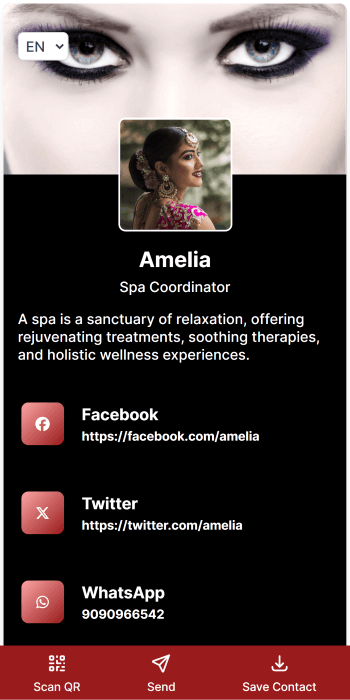 EN
Amelia
Spa Coordinator
A spa is a sanctuary of relaxation, offering
rejuvenating treatments, soothing therapies,
and holistic wellness experiences.
Facebook
https://facebook.com/amelia
Twitter
https://twitter.com/amelia
WhatsApp
9090966542
Scan QR
Send
Save Contact